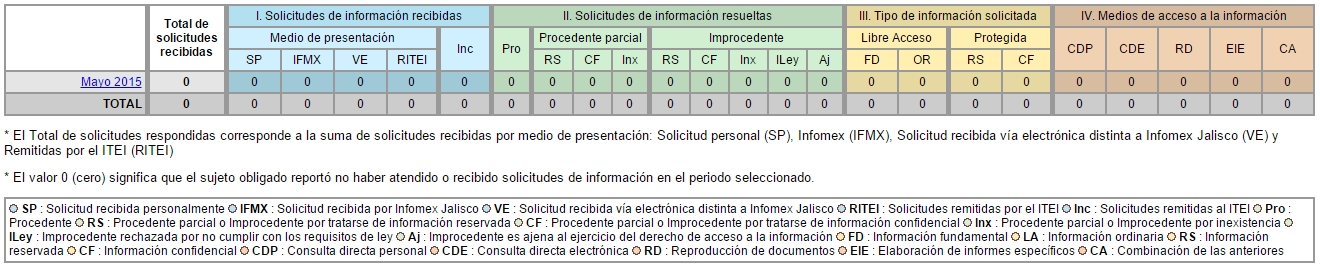 Total de solicitudes recibidas I. Solicitudes de información recibidas II. Solicitudes de información resueltas III. Tipo de información solicitada IV. Medios de acceso a la información
Medio de presentación Inc Pro Procedente parcial Improcedente Libre Acceso Protegida CDP CDE RD EIE CA
SP IFMX VE RITEI RS CF Inx RS CF Inx ILey Aj FD OR RS CF
Mayo 2015 0 0 0 0 0 0 0 0 0 0 0 0 0 0 0 0 0 0 0 0 0 0 0 0
TOTAL 0 0 0 0 0 0 0 0 0 0 0 0 0 0 0 0 0 0 0 0 0 0 0 0
* El Total de solicitudes respondidas corresponde a la suma de solicitudes recibidas por medio de presentación: Solicitud personal (SP), Infomex (IFMX), Solicitud recibida vía electrónica distinta a Infomex Jalisco (VE) y
Remitidas por el ITEI (RITEI)
* El valor 0 (cero) significa que el sujeto obligado reportó no haber atendido o recibido solicitudes de información en el periodo seleccionado.
SP : Solicitud recibida personalmente IFMX : Solicitud recibida por Infomex Jalisco VE : Solicitud recibida vía electrónica distinta a Infomex Jalisco RITEI : Solicitudes remitidas por el ITEI Inc : Solicitudes remitidas al ITEI Pro :
Procedente RS : Procedente parcial o Improcedente por tratarse de información reservada CF : Procedente parcial o Improcedente por tratarse de información confidencial Inx : Procedente parcial o Improcedente por inexistencia
ILey : Improcedente rechazada por no cumplir con los requisitos de ley Aj : Improcedente es ajena al ejercicio del derecho de acceso a la información FD : Información fundamental LA : Información ordinaria RS : Información
reservada CF : Información confidencial CDP : Consulta directa personal CDE : Consulta directa electrónica RD : Reproducción de documentos EIE : Elaboración de informes específicos CA : Combinación de las anteriores